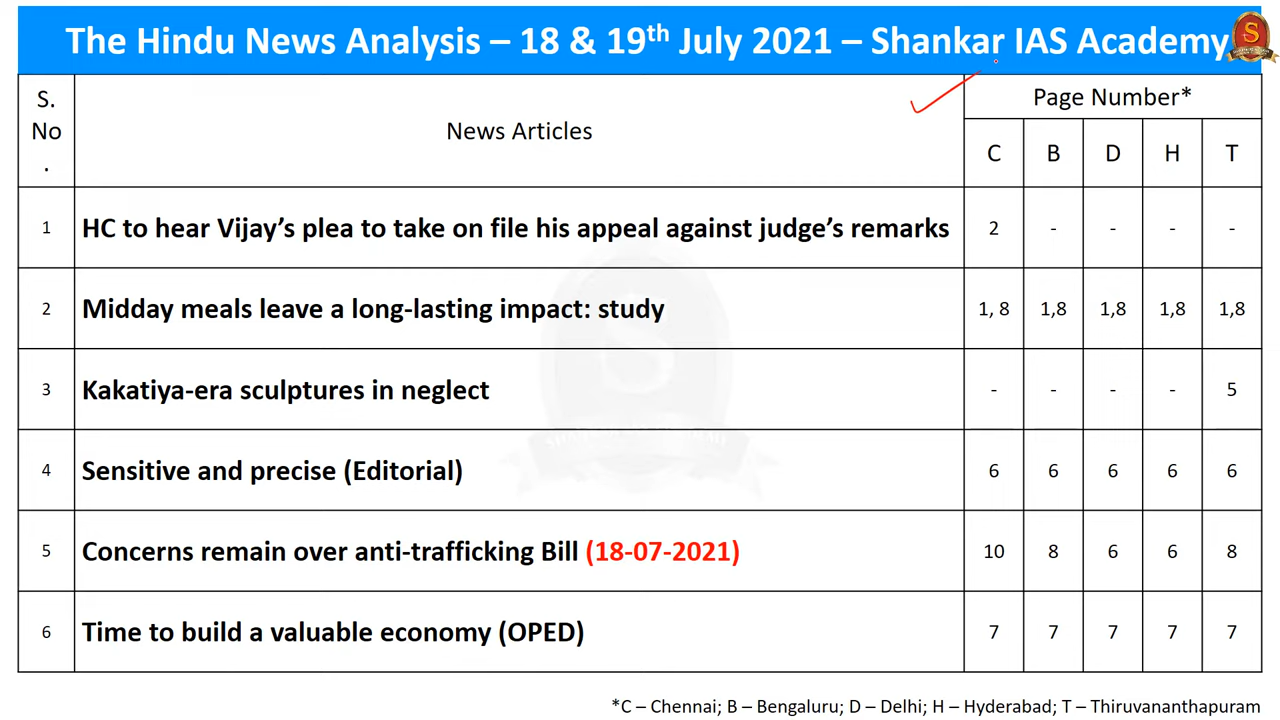 The Hindu News Analysis – 18 & 19th July 2021 – Shankar IAS Academy
S. No. News Articles Page Number*
C B D H T
1 HC to hear Vijay’s plea to take on file his appeal against judge’s remarks 2 - - - -
2 Midday meals leave a long-lasting impact: study 1, 8 1,8 1,8 1,8 1,8
3 Kakatiya-era sculptures in neglect - - - - 5
4 Sensitive and precise (Editorial) 6 6 6 6 6
5 Concerns remain over anti-trafficking Bill (18-07-2021) 10 8 6 6 8
6 Time to build a valuable economy (OPED) 7 7 7 7 7
*C – Chennai; B – Bengaluru; D – Delhi; H – Hyderabad; T – Thiruvananthapuram